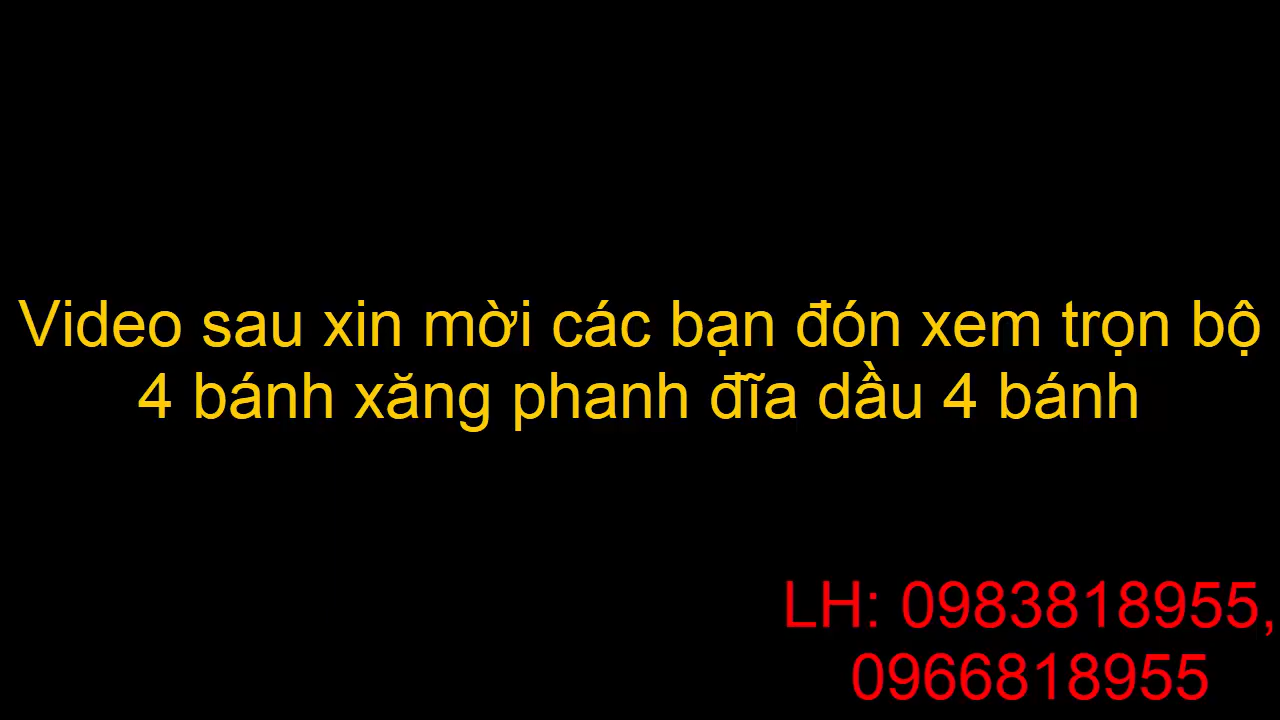 Video sau xin mời các bạn đón xem trọn bộ
4 bánh xăng phanh đĩa dầu 4 bánh
LH: 0983818955,
0966818955